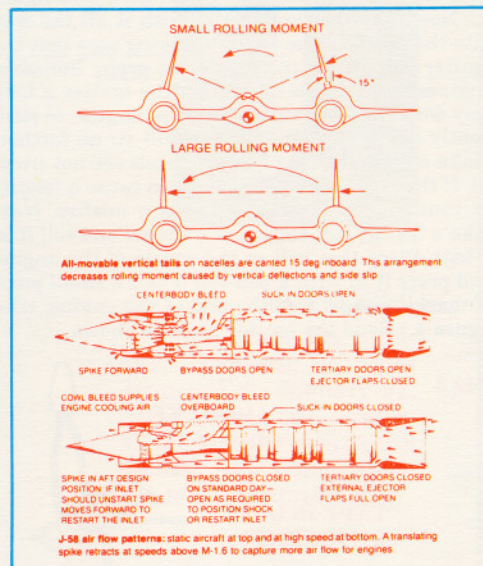 SMALL ROLLING MOMENT
15°
LARGE ROLLING MOMENT
All-movable vertical tails on nacelles are canted 15 deg inboard This arrangement
decreases rolling moment caused by vertical deflections and side slip
CENTERBODY BLEED
SUCK IN DOORS OPEN
SPIKE FORWARD
BYPASS DOORS OPEN
TERTIARY DOORS OPEN
EJECTOR FLAPS CLOSED
COWL BLEED SUPPLIES
ENGINE COOLING AIR
CENTERBODY BLEED
OVERBOARD
SUCK IN DOORS CLOSED
SPIKE IN AFT DESIGN
POSITION IF INLET
SHOULD UNSTART SPIKE
MOVES FORWARD TO
RESTART THE INLET
BYPASS DOORS CLOSED
ON STANDARD DAY–
OPEN AS REQUIRED
TO POSITION SHOCK
OR RESTART INLET
TERTIARY DOORS CLOSED
EXTERNAL EJECTOR
FLAPS FULL OPEN
J-58 air flow patterns: static aircraft at top and at high speed at bottom. A translating
spike retracts at speeds above M-1.6 to capture more air flow for engines